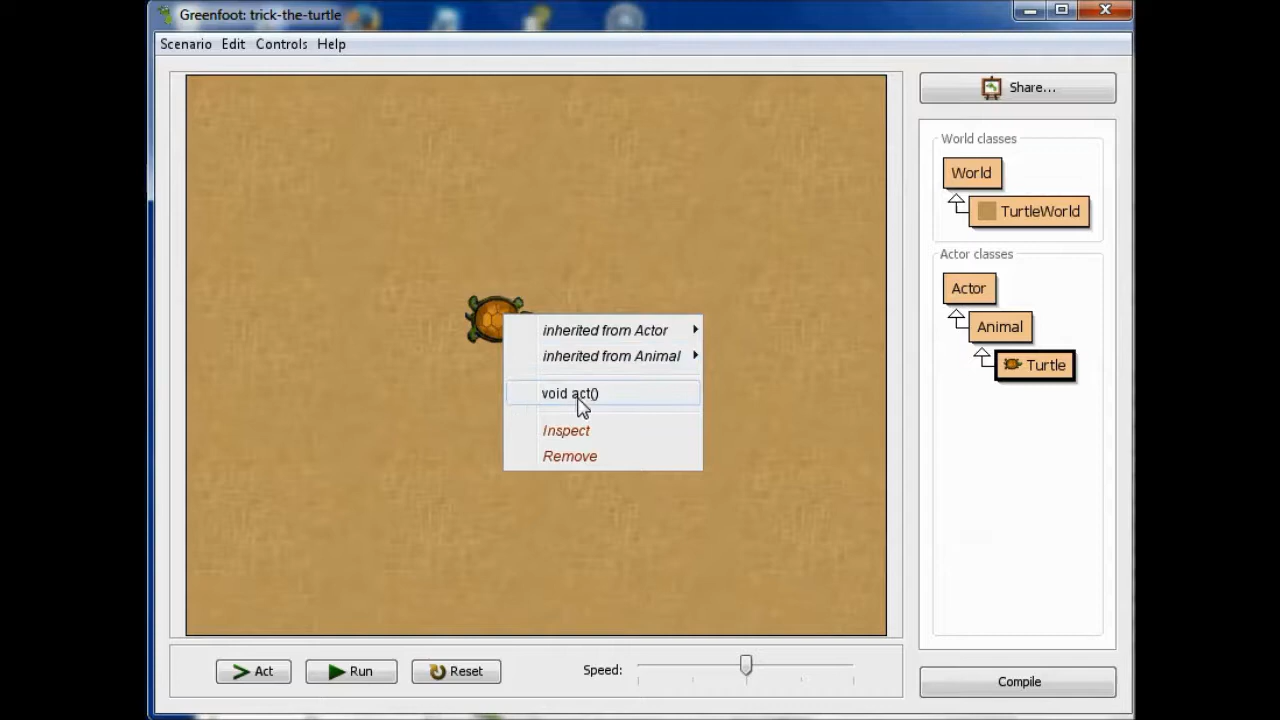 Greenfoot: trick-the-turtle
Scenario Edit Controls Help
Share...
World classes
World
TurtleWorld
Actor classes
Actor
Animal
Turtle
inherited from Actor
inherited from Animal
void act()
Inspect
Remove
Act Run Reset Speed:
Compile